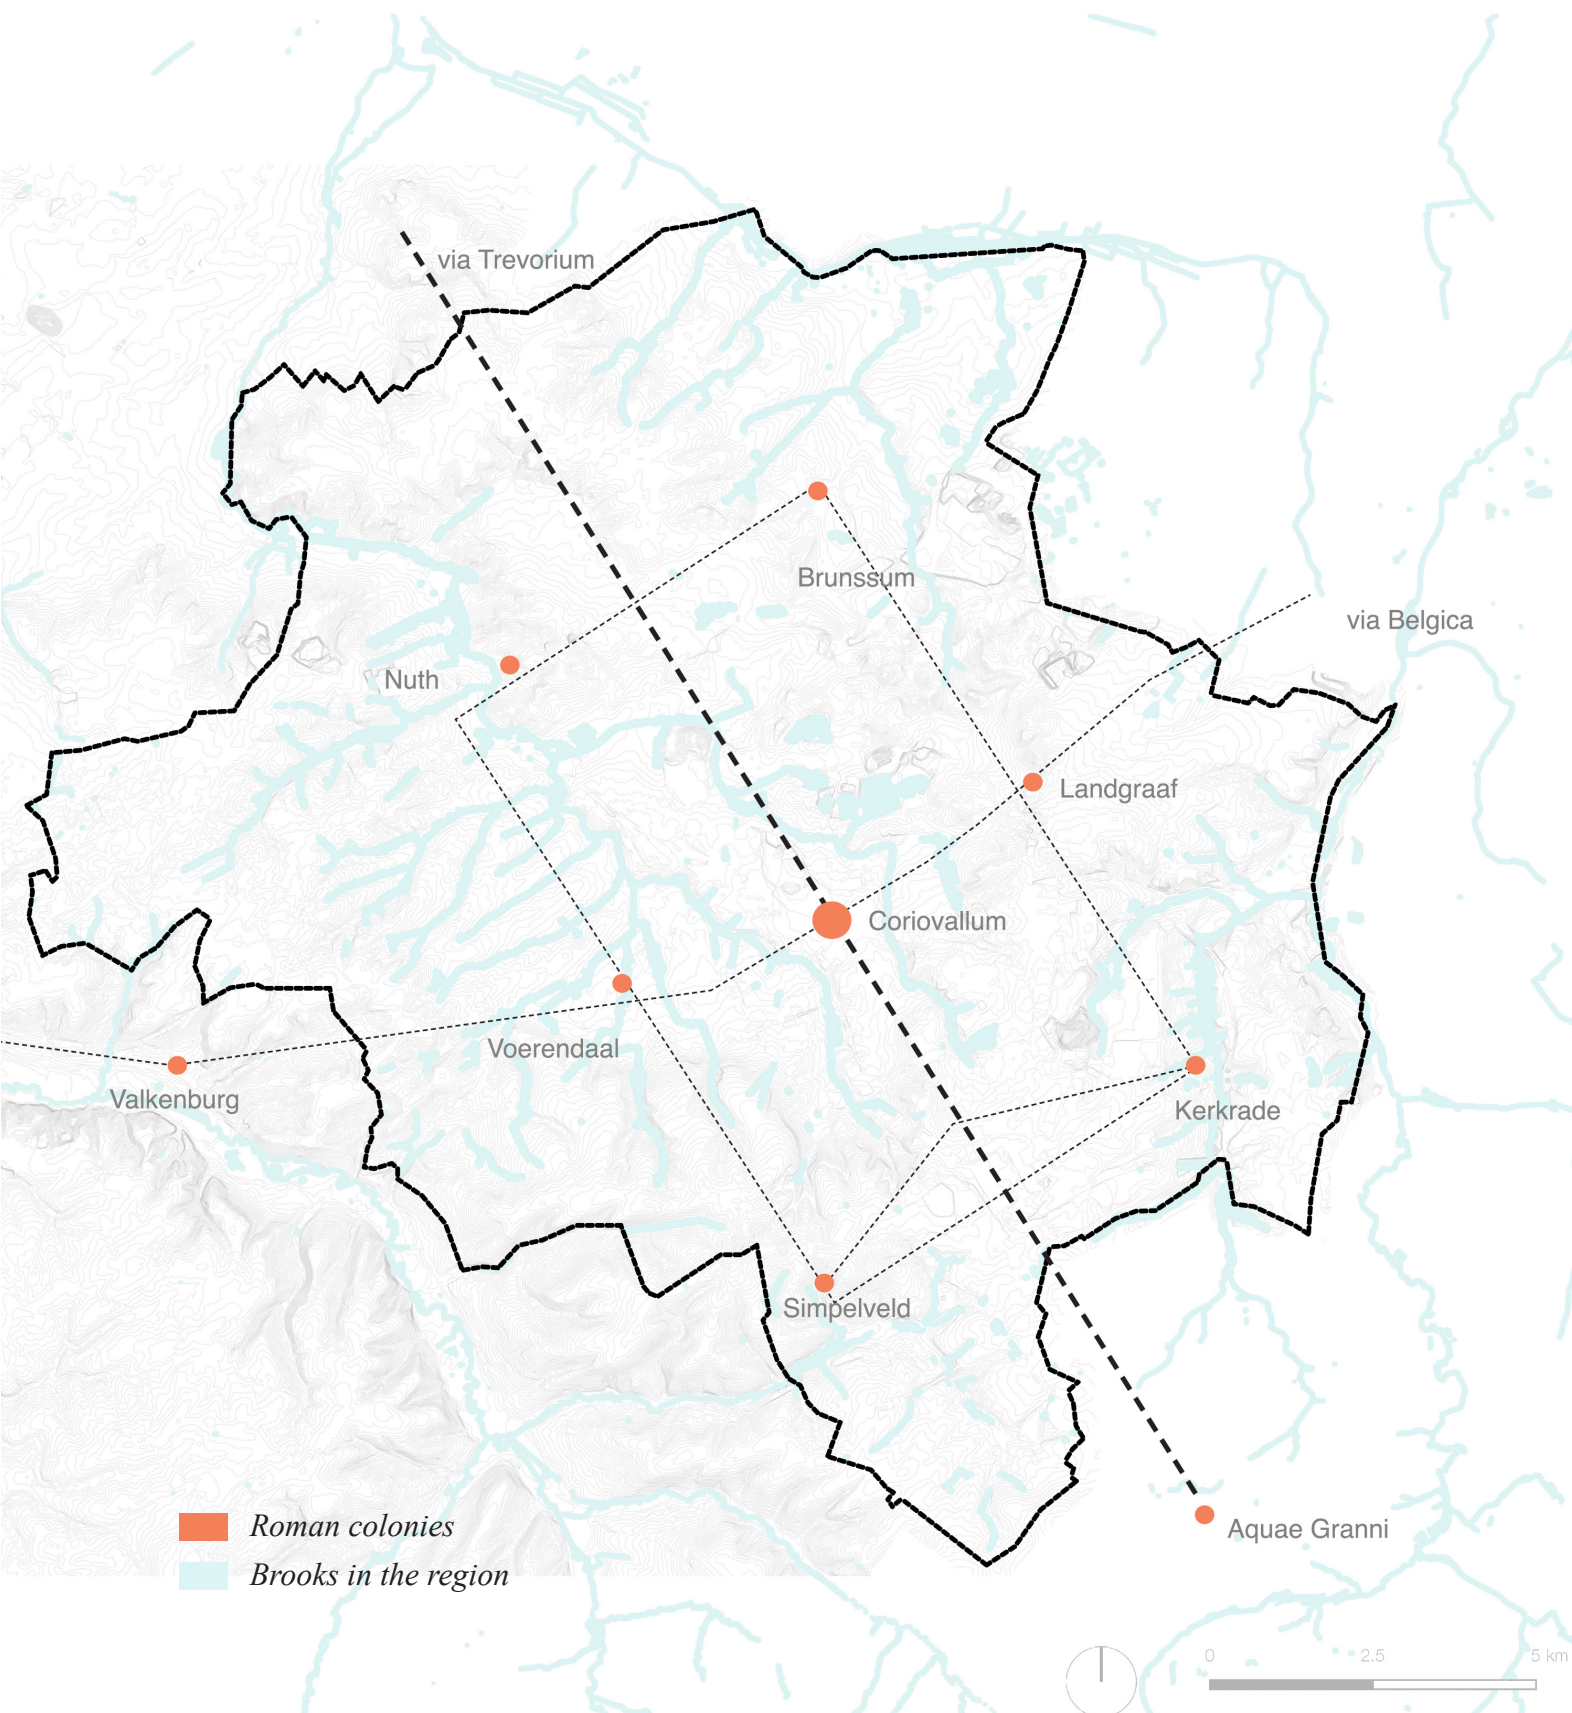 via Trevorium
Brunssum
via Belgica
Nuth
Landgraaf
Coriovallum
Voerendaal
Valkenburg
Kerkrade
Simpelveld
Roman colonies
Aquae Granni
Brooks in the region
0 2.5 5 km